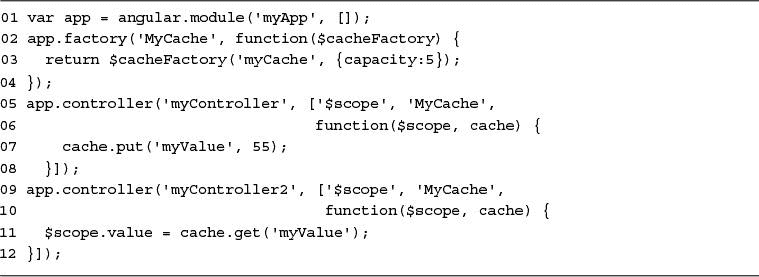 01 var app = angular.module('myApp', []);
02 app.factory('MyCache', function($cacheFactory) {
03   return $cacheFactory('myCache', {capacity:5});
04 });
05 app.controller('myController', ['$scope', 'MyCache',
06                                 function($scope, cache) {
07     cache.put('myValue', 55);
08   }]);
09 app.controller('myController2', ['$scope', 'MyCache',
10                                  function($scope, cache) {
11   $scope.value = cache.get('myValue');
12 }]);